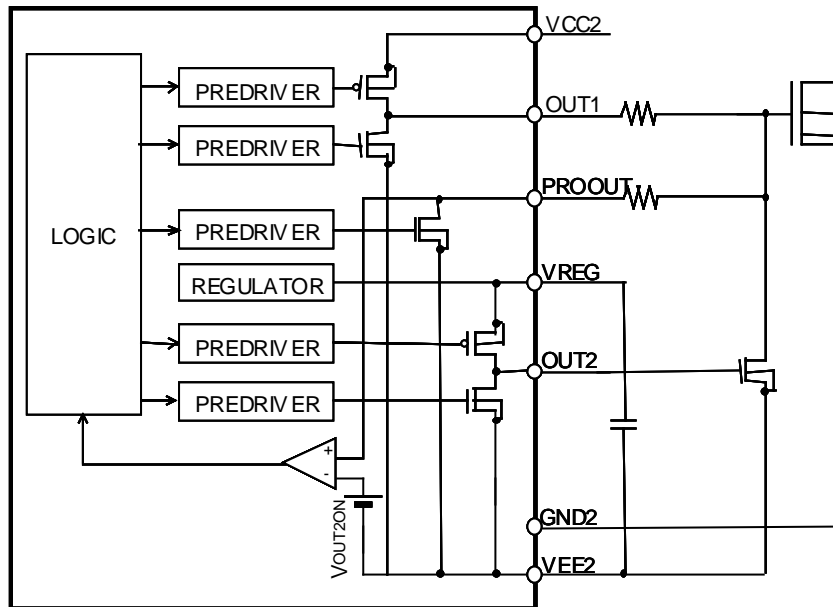 VCC2
PREDRIVER
OUT1
PREDRIVER
PROOUT
LOGIC
PREDRIVER
VREG
REGULATOR
PREDRIVER
OUT2
PREDRIVER
+
-
VOUT2ON
GND2
VEE2